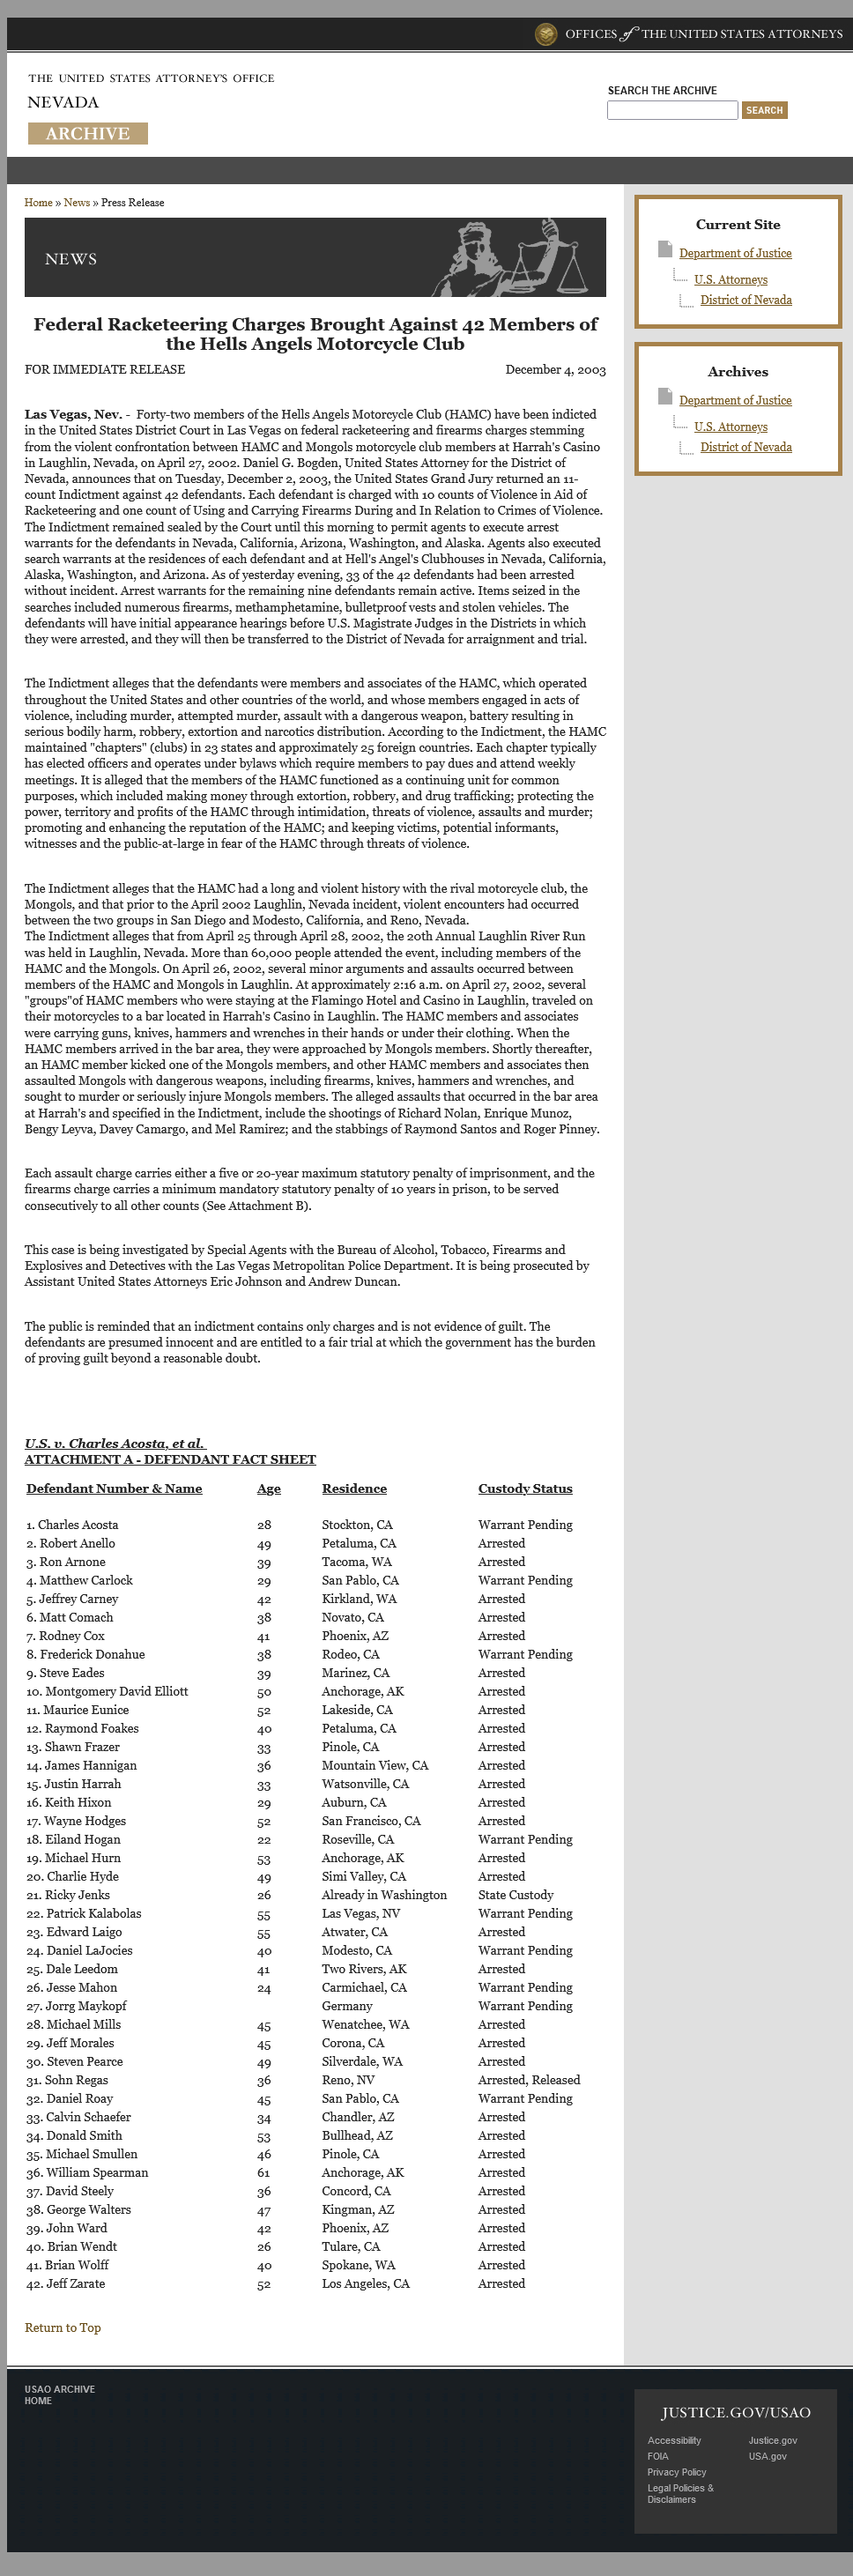 OFFICES of THE UNITED STATES ATTORNEYS
THE UNITED STATES ATTORNEY'S OFFICE
NEVADA
ARCHIVE
SEARCH THE ARCHIVE
SEARCH
Home » News » Press Release
NEWS
Federal Racketeering Charges Brought Against 42 Members of
the Hells Angels Motorcycle Club
FOR IMMEDIATE RELEASE December 4, 2003
Las Vegas, Nev. - Forty-two members of the Hells Angels Motorcycle Club (HAMC) have been indicted
in the United States District Court in Las Vegas on federal racketeering and firearms charges stemming
from the violent confrontation between HAMC and Mongols motorcycle club members at Harrah's Casino
in Laughlin, Nevada, on April 27, 2002. Daniel G. Bogden, United States Attorney for the District of
Nevada, announces that on Tuesday, December 2, 2003, the United States Grand Jury returned an 11-
count Indictment against 42 defendants. Each defendant is charged with 10 counts of Violence in Aid of
Racketeering and one count of Using and Carrying Firearms During and In Relation to Crimes of Violence.
The Indictment remained sealed by the Court until this morning to permit agents to execute arrest
warrants for the defendants in Nevada, California, Arizona, Washington, and Alaska. Agents also executed
search warrants at the residences of each defendant and at Hell's Angel's Clubhouses in Nevada, California,
Alaska, Washington, and Arizona. As of yesterday evening, 33 of the 42 defendants had been arrested
without incident. Arrest warrants for the remaining nine defendants remain active. Items seized in the
searches included numerous firearms, methamphetamine, bulletproof vests and stolen vehicles. The
defendants will have initial appearance hearings before U.S. Magistrate Judges in the Districts in which
they were arrested, and they will then be transferred to the District of Nevada for arraignment and trial.
The Indictment alleges that the defendants were members and associates of the HAMC, which operated
throughout the United States and other countries of the world, and whose members engaged in acts of
violence, including murder, attempted murder, assault with a dangerous weapon, battery resulting in
serious bodily harm, robbery, extortion and narcotics distribution. According to the Indictment, the HAMC
maintained "chapters" (clubs) in 23 states and approximately 25 foreign countries. Each chapter typically
has elected officers and operates under bylaws which require members to pay dues and attend weekly
meetings. It is alleged that the members of the HAMC functioned as a continuing unit for common
purposes, which included making money through extortion, robbery, and drug trafficking; protecting the
power, territory and profits of the HAMC through intimidation, threats of violence, assaults and murder;
promoting and enhancing the reputation of the HAMC; and keeping victims, potential informants,
witnesses and the public-at-large in fear of the HAMC through threats of violence.
The Indictment alleges that the HAMC had a long and violent history with the rival motorcycle club, the
Mongols, and that prior to the April 2002 Laughlin, Nevada incident, violent encounters had occurred
between the two groups in San Diego and Modesto, California, and Reno, Nevada.
The Indictment alleges that from April 25 through April 28, 2002, the 20th Annual Laughlin River Run
was held in Laughlin, Nevada. More than 60,000 people attended the event, including members of the
HAMC and the Mongols. On April 26, 2002, several minor arguments and assaults occurred between
members of the HAMC and Mongols in Laughlin. At approximately 2:16 a.m. on April 27, 2002, several
"groups"of HAMC members who were staying at the Flamingo Hotel and Casino in Laughlin, traveled on
their motorcycles to a bar located in Harrah's Casino in Laughlin. The HAMC members and associates
were carrying guns, knives, hammers and wrenches in their hands or under their clothing. When the
HAMC members arrived in the bar area, they were approached by Mongols members. Shortly thereafter,
an HAMC member kicked one of the Mongols members, and other HAMC members and associates then
assaulted Mongols with dangerous weapons, including firearms, knives, hammers and wrenches, and
sought to murder or seriously injure Mongols members. The alleged assaults that occurred in the bar area
at Harrah's and specified in the Indictment, include the shootings of Richard Nolan, Enrique Munoz,
Bengy Leyva, Davey Camargo, and Mel Ramirez; and the stabbings of Raymond Santos and Roger Pinney.
Each assault charge carries either a five or 20-year maximum statutory penalty of imprisonment, and the
firearms charge carries a minimum mandatory statutory penalty of 10 years in prison, to be served
consecutively to all other counts (See Attachment B).
This case is being investigated by Special Agents with the Bureau of Alcohol, Tobacco, Firearms and
Explosives and Detectives with the Las Vegas Metropolitan Police Department. It is being prosecuted by
Assistant United States Attorneys Eric Johnson and Andrew Duncan.
The public is reminded that an indictment contains only charges and is not evidence of guilt. The
defendants are presumed innocent and are entitled to a fair trial at which the government has the burden
of proving guilt beyond a reasonable doubt.
U.S. v. Charles Acosta, et al.
ATTACHMENT A - DEFENDANT FACT SHEET
Defendant Number & Name Age Residence Custody Status
1. Charles Acosta 28 Stockton, CA Warrant Pending
2. Robert Anello 49 Petaluma, CA Arrested
3. Ron Arnone 39 Tacoma, WA Arrested
4. Matthew Carlock 29 San Pablo, CA Warrant Pending
5. Jeffrey Carney 42 Kirkland, WA Arrested
6. Matt Comach 38 Novato, CA Arrested
7. Rodney Cox 41 Phoenix, AZ Arrested
8. Frederick Donahue 38 Rodeo, CA Warrant Pending
9. Steve Eades 39 Marinez, CA Arrested
10. Montgomery David Elliott 50 Anchorage, AK Arrested
11. Maurice Eunice 52 Lakeside, CA Arrested
12. Raymond Foakes 40 Petaluma, CA Arrested
13. Shawn Frazer 33 Pinole, CA Arrested
14. James Hannigan 36 Mountain View, CA Arrested
15. Justin Harrah 33 Watsonville, CA Arrested
16. Keith Hixon 29 Auburn, CA Arrested
17. Wayne Hodges 52 San Francisco, CA Arrested
18. Eiland Hogan 22 Roseville, CA Warrant Pending
19. Michael Hurn 53 Anchorage, AK Arrested
20. Charlie Hyde 49 Simi Valley, CA Arrested
21. Ricky Jenks 26 Already in Washington State Custody
22. Patrick Kalabolas 55 Las Vegas, NV Warrant Pending
23. Edward Laigo 55 Atwater, CA Arrested
24. Daniel LaJocies 40 Modesto, CA Warrant Pending
25. Dale Leedom 41 Two Rivers, AK Arrested
26. Jesse Mahon 24 Carmichael, CA Warrant Pending
27. Jorrg Maykopf Germany Warrant Pending
28. Michael Mills 45 Wenatchee, WA Arrested
29. Jeff Morales 45 Corona, CA Arrested
30. Steven Pearce 49 Silverdale, WA Arrested
31. Sohn Regas 36 Reno, NV Arrested, Released
32. Daniel Roay 45 San Pablo, CA Warrant Pending
33. Calvin Schaefer 34 Chandler, AZ Arrested
34. Donald Smith 53 Bullhead, AZ Arrested
35. Michael Smullen 46 Pinole, CA Arrested
36. William Spearman 61 Anchorage, AK Arrested
37. David Steely 36 Concord, CA Arrested
38. George Walters 47 Kingman, AZ Arrested
39. John Ward 42 Phoenix, AZ Arrested
40. Brian Wendt 26 Tulare, CA Arrested
41. Brian Wolff 40 Spokane, WA Arrested
42. Jeff Zarate 52 Los Angeles, CA Arrested
Return to Top
Current Site
Department of Justice
U.S. Attorneys
District of Nevada
Archives
Department of Justice
U.S. Attorneys
District of Nevada
USAO ARCHIVE
HOME
JUSTICE.GOV/USAO
Accessibility Justice.gov
FOIA USA.gov
Privacy Policy
Legal Policies &
Disclaimers